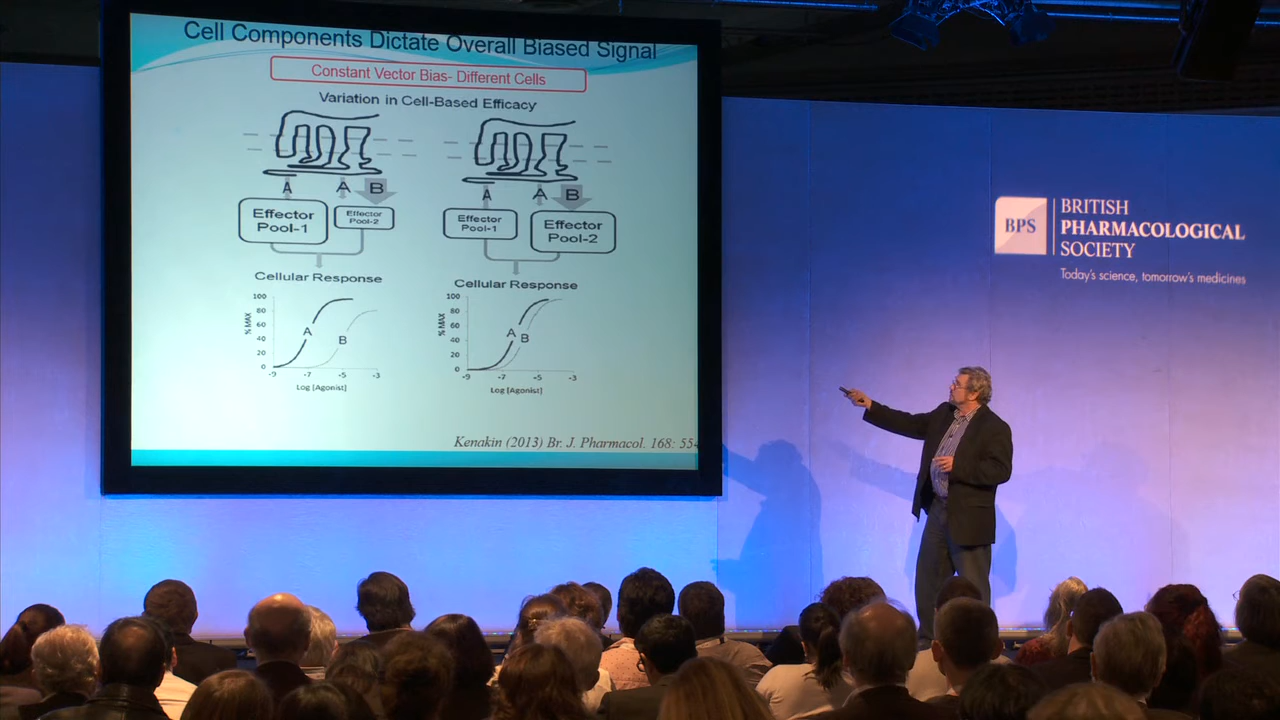 Cell Components Dictate Overall Biased Signal
Constant Vector Bias- Different Cells
Variation in Cell-Based Efficacy
A A B
A A B
Effector
Pool-1
Effector
Pool-2
Effector
Pool-1
Effector
Pool-2
Cellular Response
Cellular Response
% MAX
100
80
60
40
20
0
A
B
-9 -7 -5 -3
Log [Agonist]
% MAX
100
80
60
40
20
0
A
B
-9 -7 -5 -3
Log [Agonist]
Kenakin (2013) Br. J. Pharmacol. 168: 554
BPS
BRITISH
PHARMACOLOGICAL
SOCIETY
Today's science, tomorrow's medicines